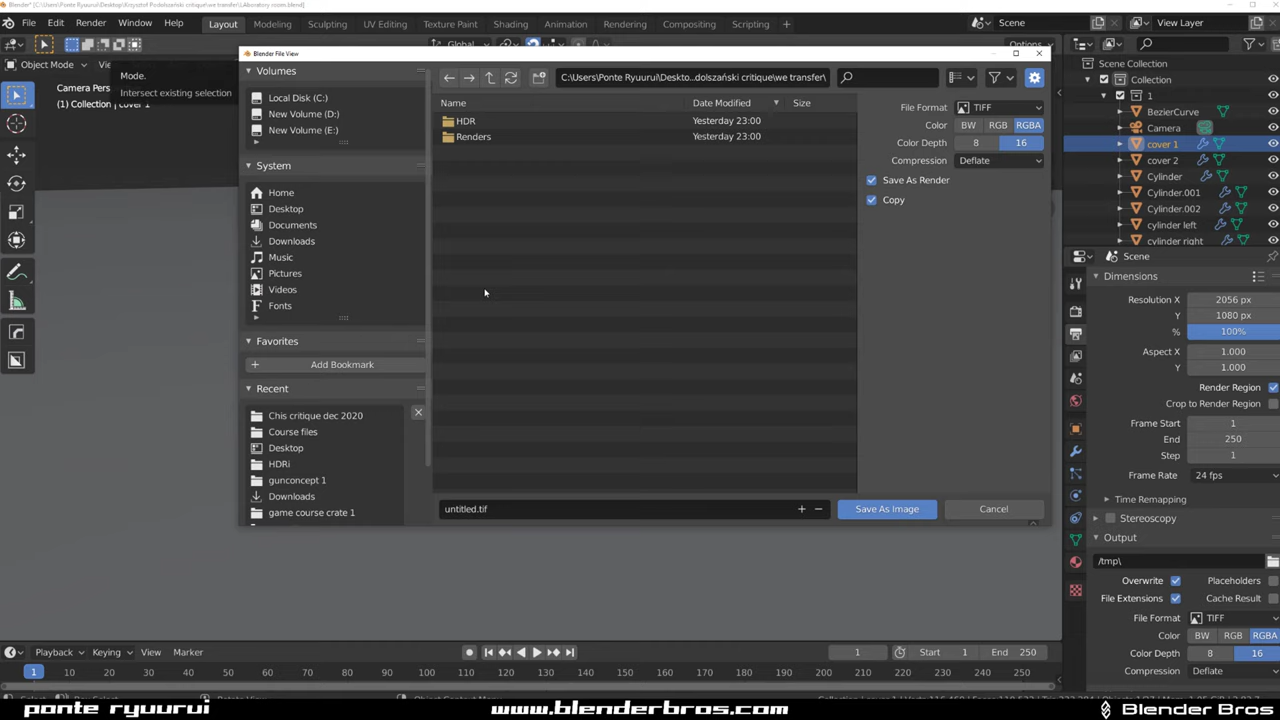 Blender* [C:\Users\Ponte Ryuurui\Desktop\Krzysztof Podolszański critique\we transfer\LAboratory room.blend]
File Edit Render Window Help Layout Modeling Sculpting UV Editing Texture Paint Shading Animation Rendering Compositing Scripting + Scene View Layer
Global Options
Object Mode
Mode.
Intersect existing selection
Camera Pers
(1) Collection | cover 1
Blender File View
Volumes
Local Disk (C:)
New Volume (D:)
New Volume (E:)
System
Home
Desktop
Documents
Downloads
Music
Pictures
Videos
Fonts
Favorites
Add Bookmark
Recent
Chis critique dec 2020
Course files
Desktop
HDRi
gunconcept 1
Downloads
game course crate 1
C:\Users\Ponte Ryuurui\Deskto..dolszański critique\we transfer\
Name Date Modified Size
HDR Yesterday 23:00
Renders Yesterday 23:00
untitled.tif
Save As Image Cancel
File Format TIFF
Color BW RGB RGBA
Color Depth 8 16
Compression Deflate
Save As Render
Copy
Scene Collection
Collection
1
BezierCurve
Camera
cover 1
cover 2
Cylinder
Cylinder.001
Cylinder.002
cylinder left
cylinder right
Scene
Dimensions
Resolution X 2056 px
Y 1080 px
% 100%
Aspect X 1.000
Y 1.000
Render Region
Crop to Render Region
Frame Start 1
End 250
Step 1
Frame Rate 24 fps
Time Remapping
Stereoscopy
Output
/tmp\
Overwrite Placeholders
File Extensions Cache Result
File Format TIFF
Color BW RGB RGBA
Color Depth 8 16
Compression Deflate
Playback Keying View Marker 1 Start 1 End 250
1 10 20 30 40 50 60 70 80 90 100 110 120 130 140 150 160 170 180 190 200 210 220 230 240 250
ponte ryuurui www.blenderbros.com Blender Bros